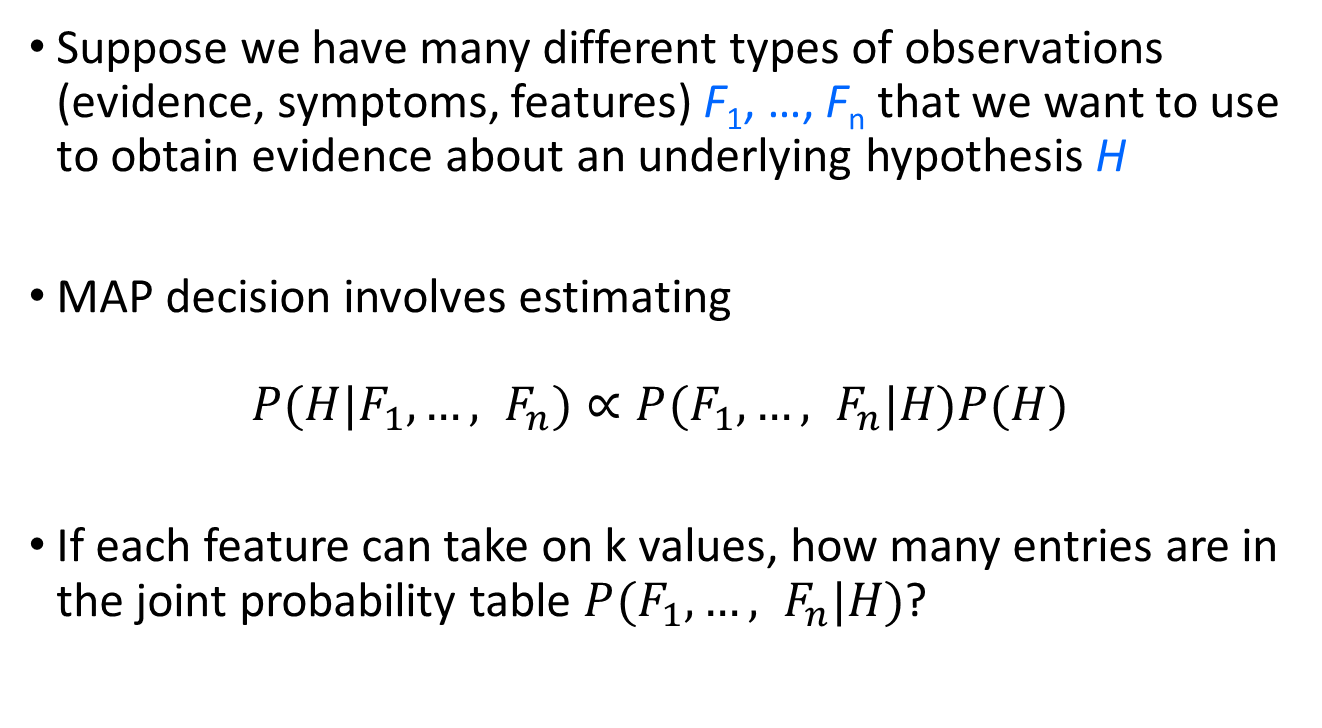 • Suppose we have many different types of observations
(evidence, symptoms, features) F₁, …, Fₙ that we want to use
to obtain evidence about an underlying hypothesis H
• MAP decision involves estimating
P(H|F₁, … , Fₙ) ∝ P(F₁, … , Fₙ|H)P(H)
• If each feature can take on k values, how many entries are in
the joint probability table P(F₁, … , Fₙ|H)?